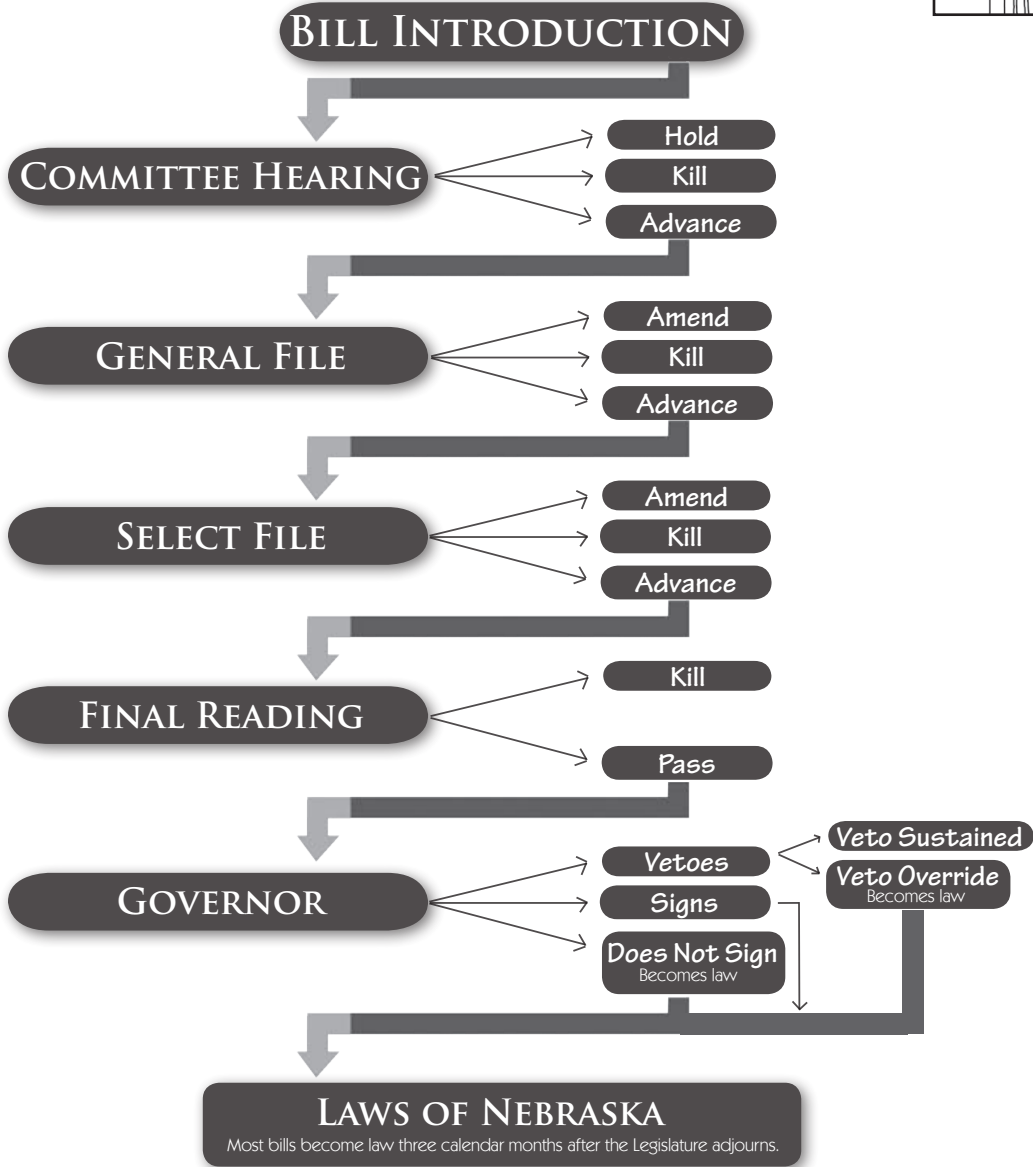 BILL INTRODUCTION
COMMITTEE HEARING
Hold
Kill
Advance
GENERAL FILE
Amend
Kill
Advance
SELECT FILE
Amend
Kill
Advance
FINAL READING
Kill
Pass
GOVERNOR
Vetoes
Veto Sustained
Veto Override
Becomes law
Signs
Does Not Sign
Becomes law
LAWS OF NEBRASKA
Most bills become law three calendar months after the Legislature adjourns.